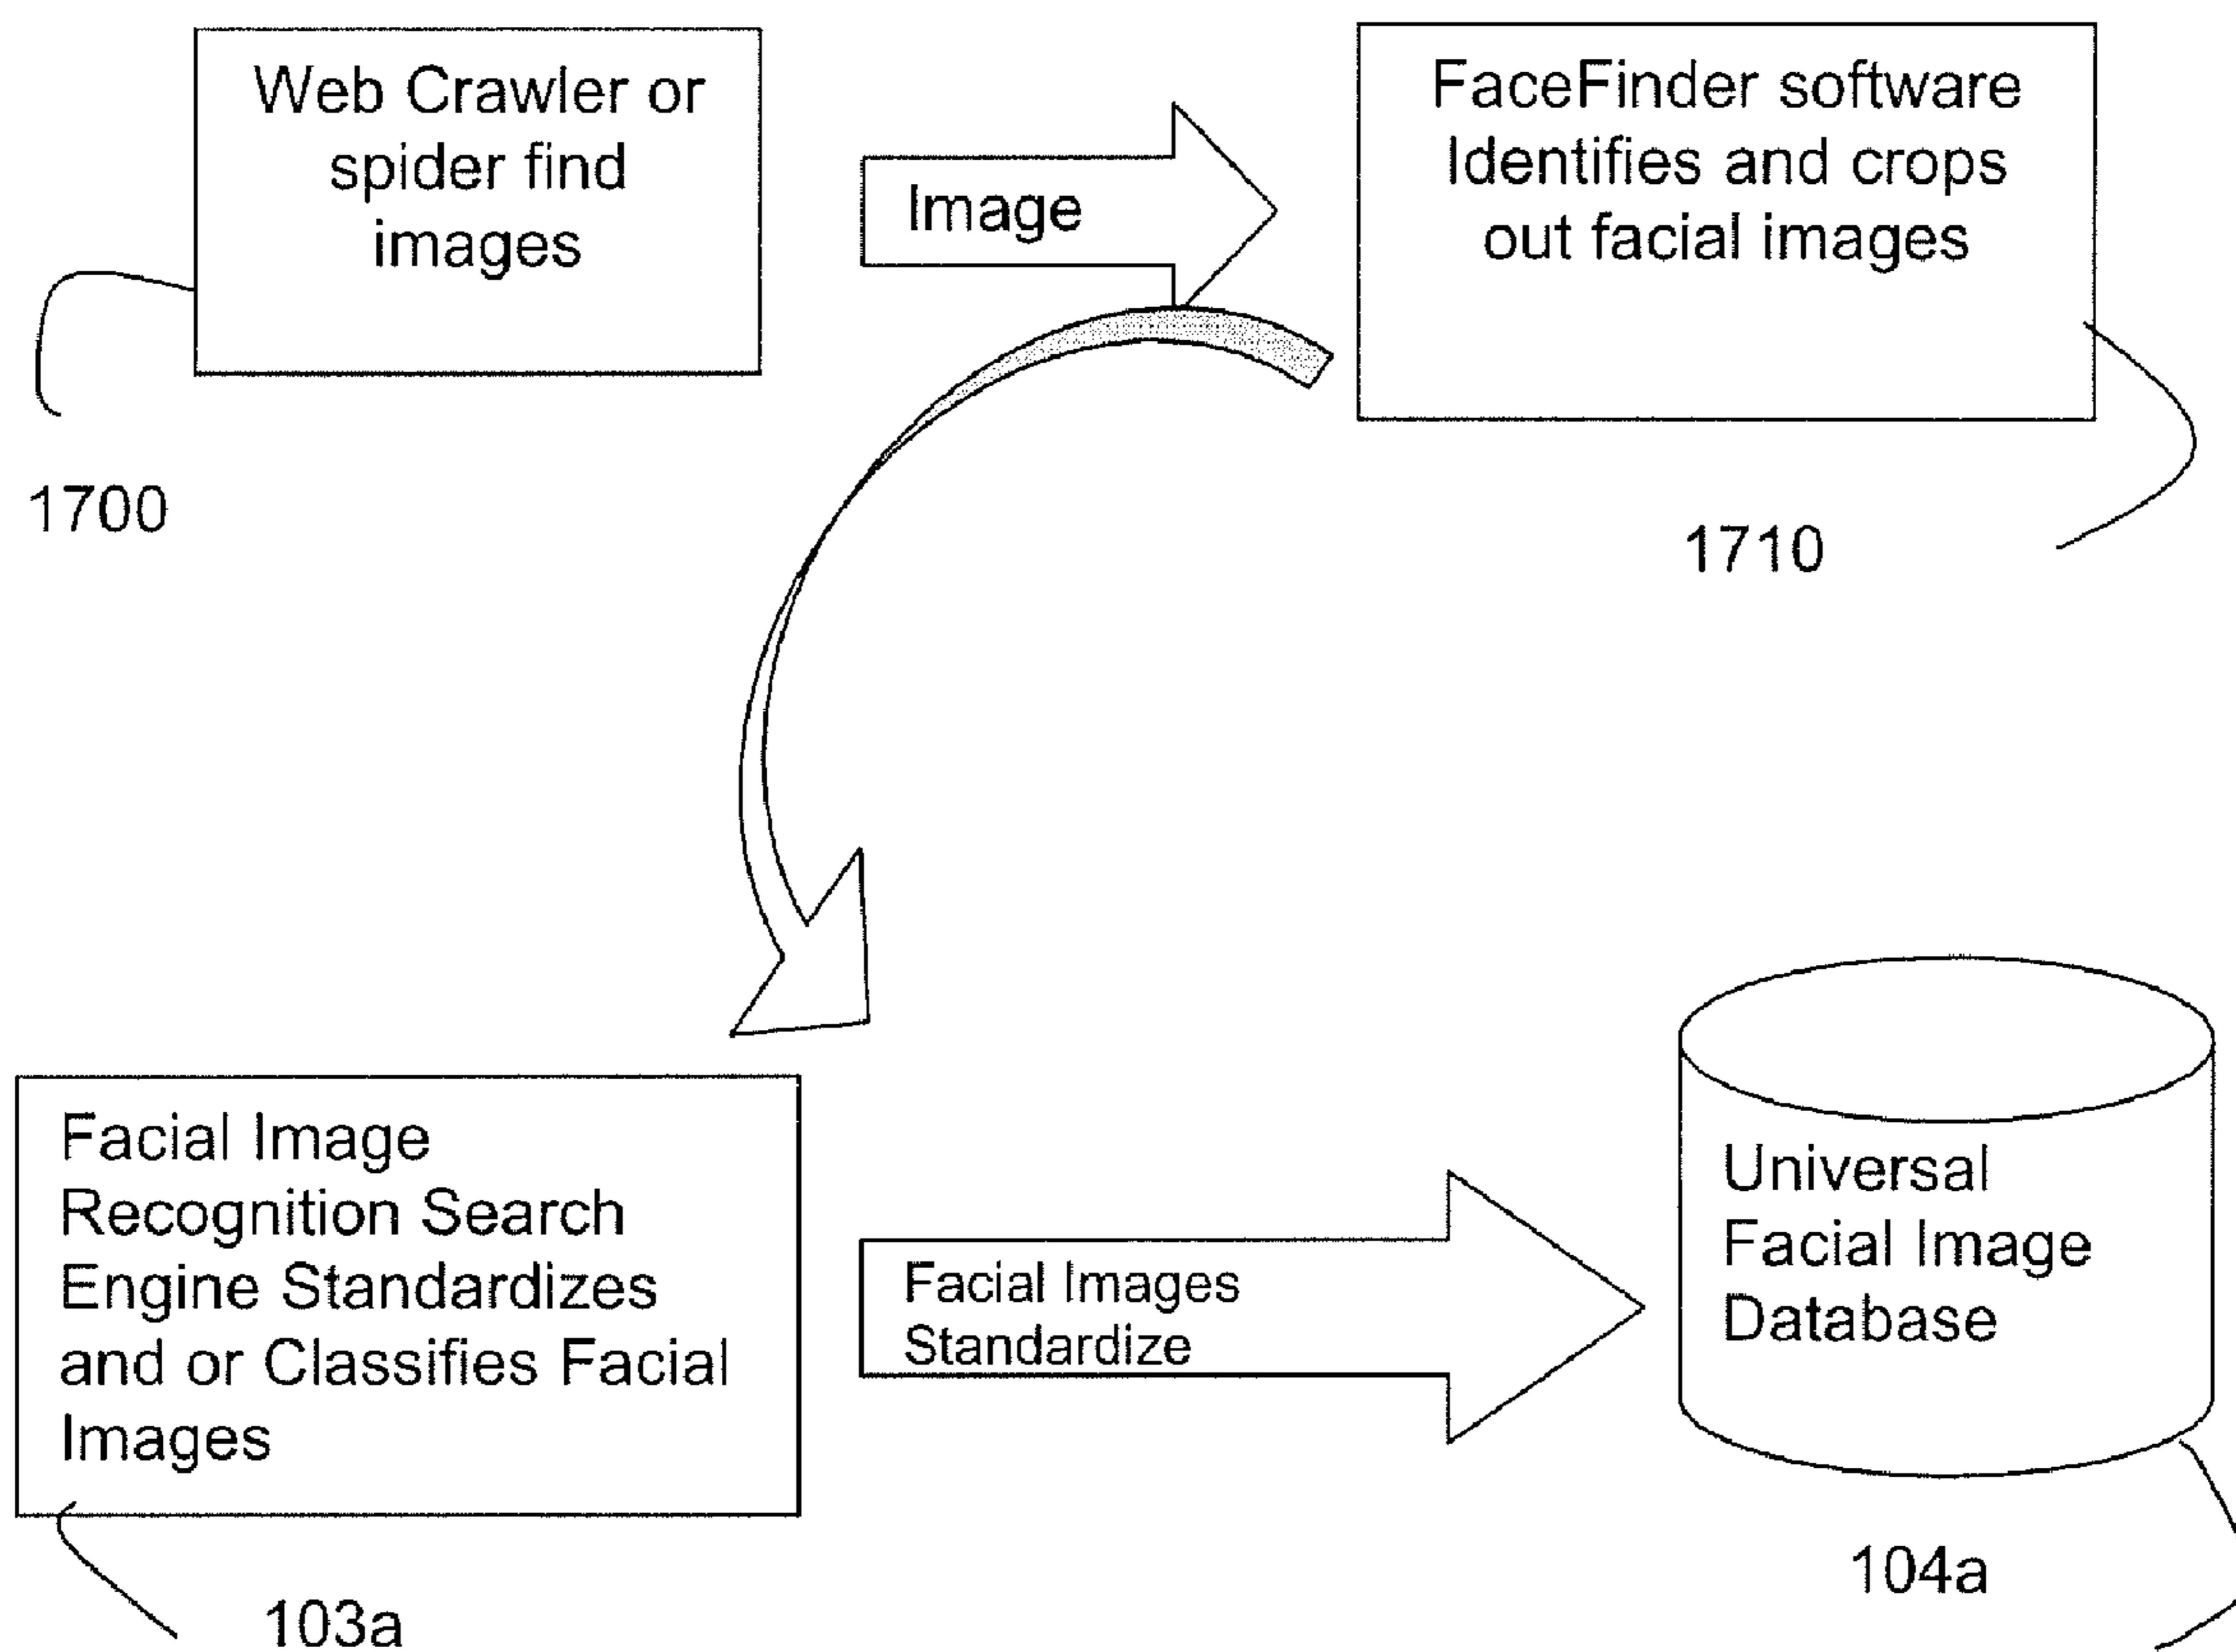 Web Crawler or
spider find
images
Image
FaceFinder software
Identifies and crops
out facial images
1700
1710
Facial Image
Recognition Search
Engine Standardizes
and or Classifies Facial
Images
Facial Images
Standardize
Universal
Facial Image
Database
103a
104a